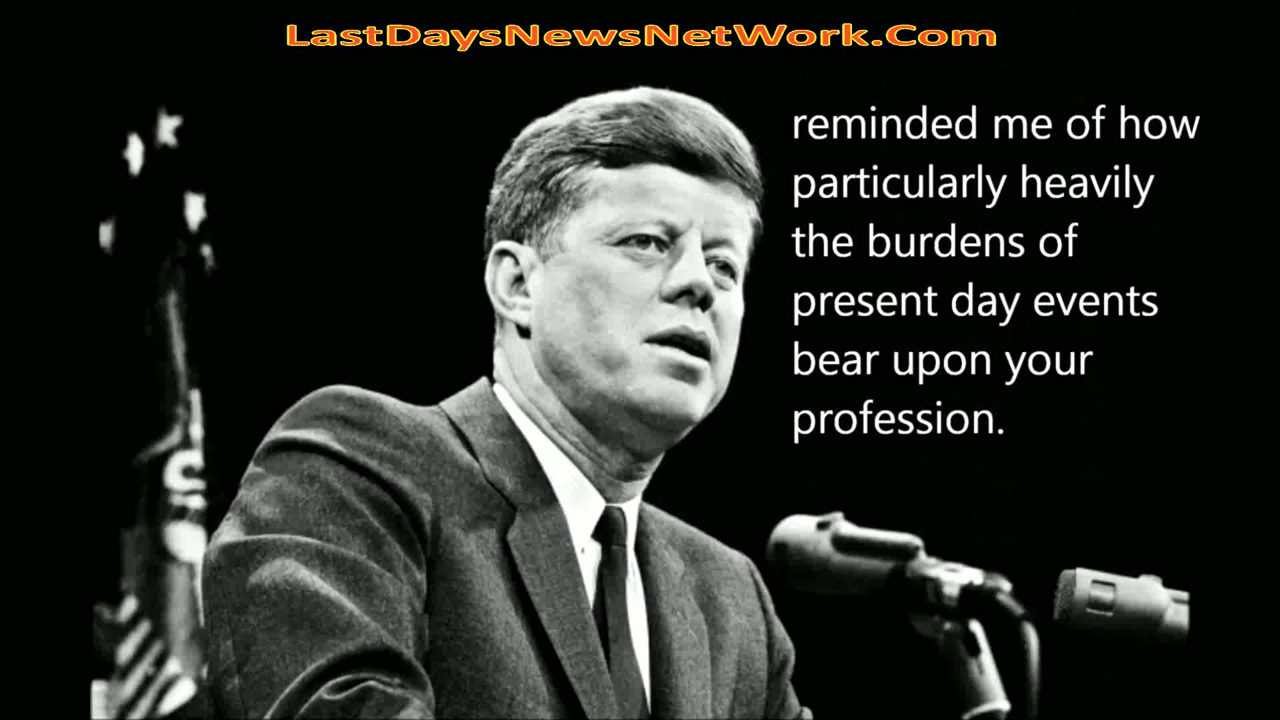 LastDaysNewsNetWork.Com
reminded me of how
particularly heavily
the burdens of
present day events
bear upon your
profession.